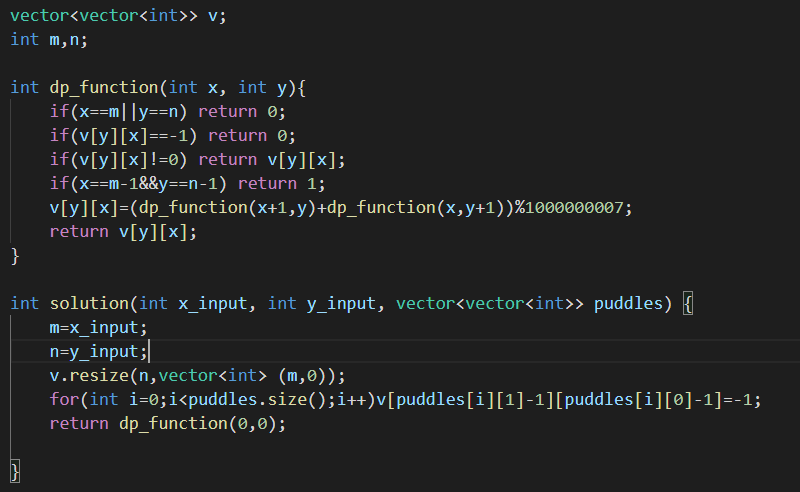 vector<vector<int>> v;
int m,n;
int dp_function(int x, int y){
    if(x==m||y==n) return 0;
    if(v[y][x]==-1) return 0;
    if(v[y][x]!=0) return v[y][x];
    if(x==m-1&&y==n-1) return 1;
    v[y][x]=(dp_function(x+1,y)+dp_function(x,y+1))%1000000007;
    return v[y][x];
}
int solution(int x_input, int y_input, vector<vector<int>> puddles) {
    m=x_input;
    n=y_input;
    v.resize(n,vector<int> (m,0));
    for(int i=0;i<puddles.size();i++)v[puddles[i][1]-1][puddles[i][0]-1]=-1;
    return dp_function(0,0);
}